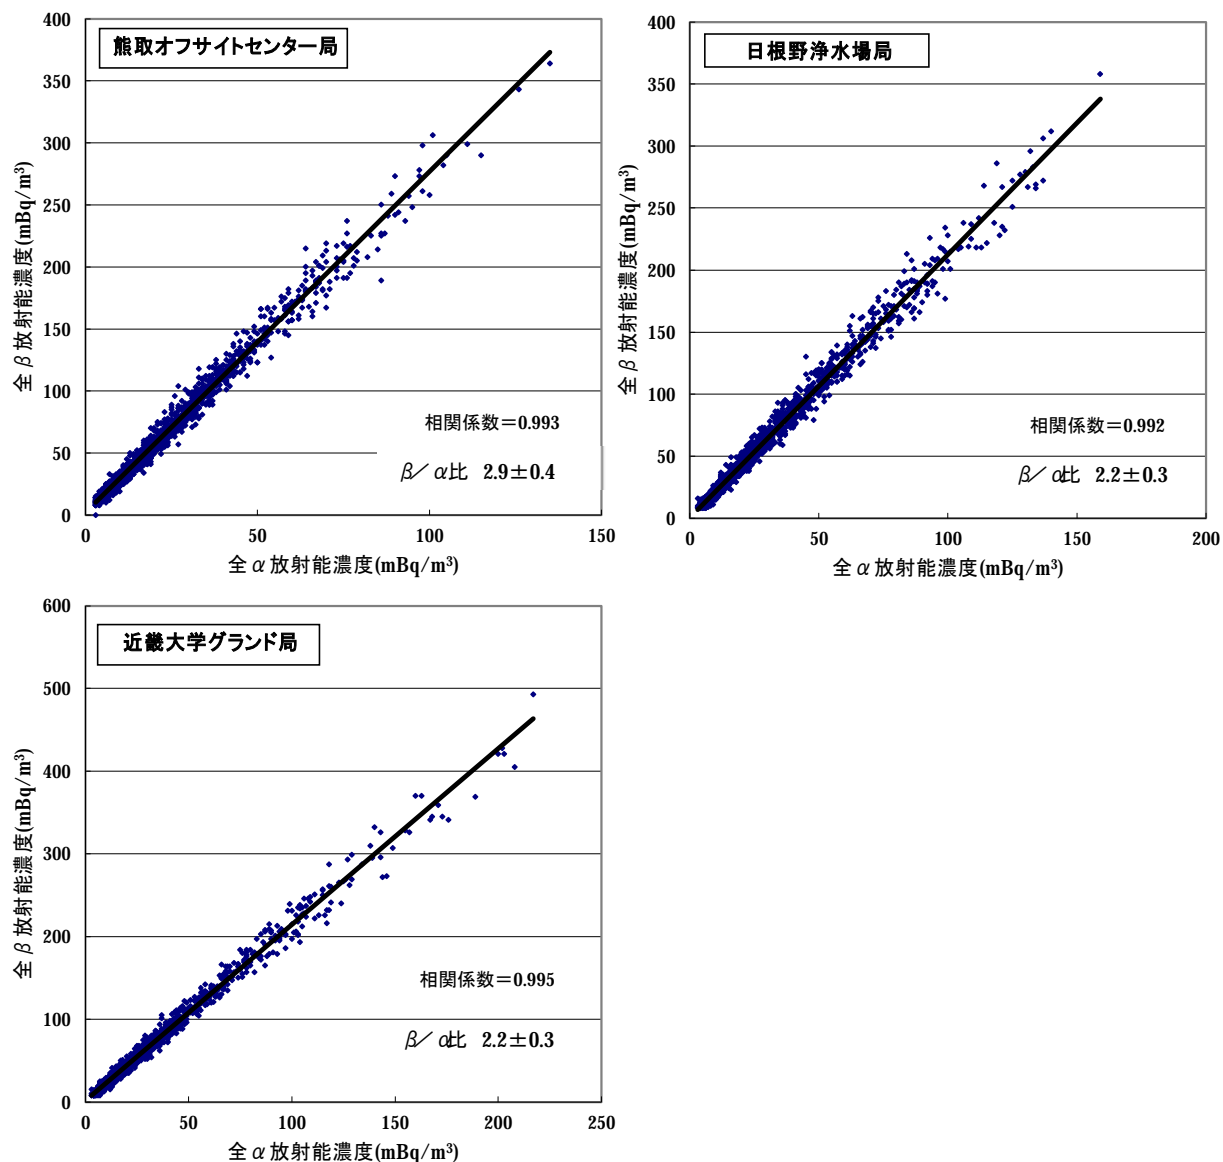 熊取オフサイトセンター局
400
350
300
250
200
150
100
50
0
全β放射能濃度(mBq/m³)
相関係数＝0.993
β／α比 2.9±0.4
0 50 100 150
全α放射能濃度(mBq/m³)
日根野浄水場局
400
350
300
250
200
150
100
50
0
全β放射能濃度(mBq/m³)
相関係数＝0.992
β／α比 2.2±0.3
0 50 100 150 200
全α放射能濃度(mBq/m³)
近畿大学グランド局
600
500
400
300
200
100
0
全β放射能濃度(mBq/m³)
相関係数＝0.995
β／α比 2.2±0.3
0 50 100 150 200 250
全α放射能濃度(mBq/m³)